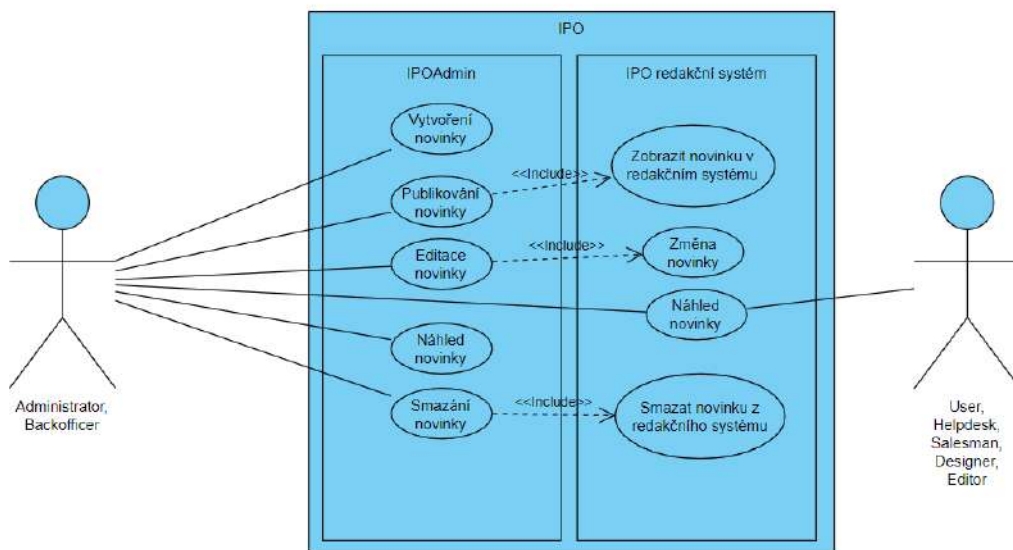 IPO
IPOAdmin
IPO redakční systém
Vytvoření
novinky
<<Include>>
Zobrazit novinku v
redakčním systému
Publikování
novinky
<<Include>>
Editace
novinky
Změna
novinky
Náhled
novinky
Náhled
novinky
<<Include>>
Smazání
novinky
Smazat novinku z
redakčního systému
Administrator,
Backofficer
User,
Helpdesk,
Salesman,
Designer,
Editor